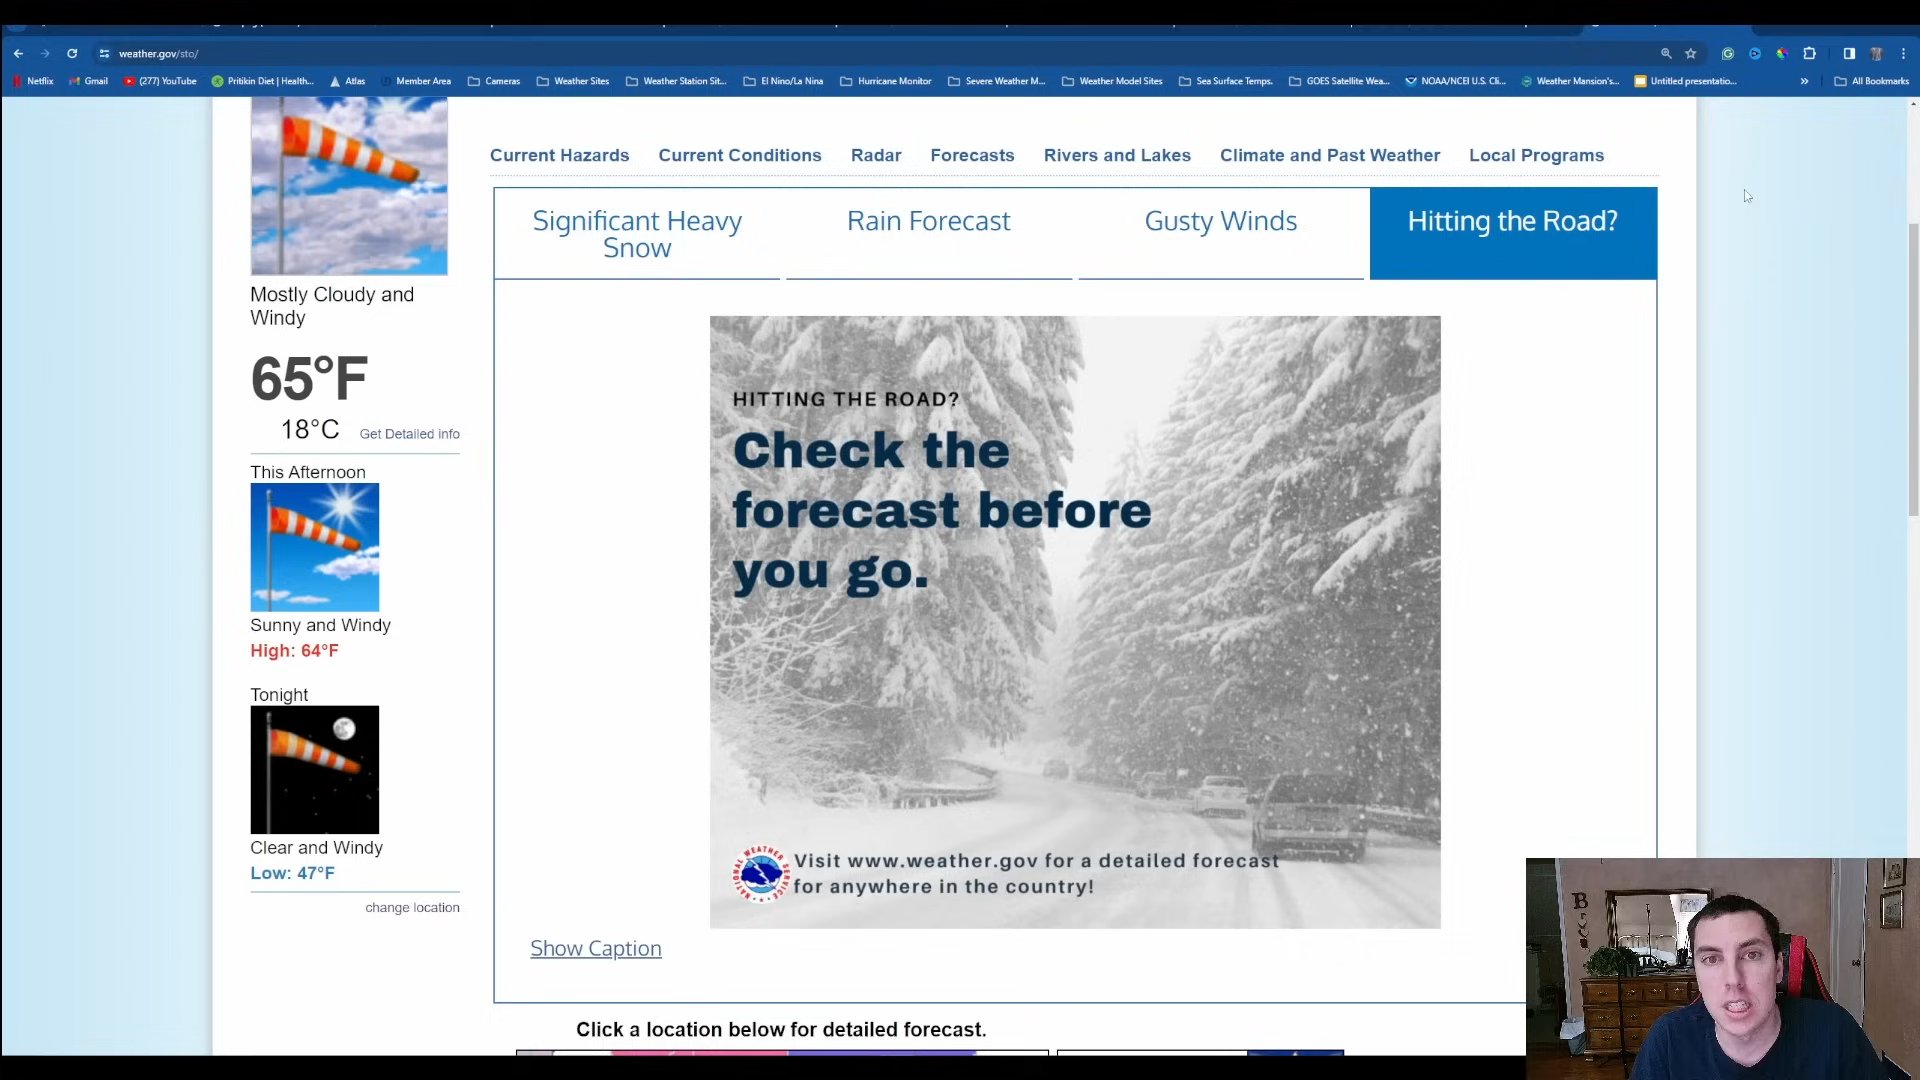 weather.gov/sto/
Netflix
Gmail
(277) YouTube
Pritikin Diet | Health...
Atlas
Member Area
Cameras
Weather Sites
Weather Station Sit...
El Nino/La Nina
Hurricane Monitor
Severe Weather M...
Weather Model Sites
Sea Surface Temps.
GOES Satellite Wea...
NOAA/NCEI U.S. Cli...
Weather Mansion's...
Untitled presentatio...
»
All Bookmarks
Current Hazards
Current Conditions
Radar
Forecasts
Rivers and Lakes
Climate and Past Weather
Local Programs
Significant Heavy
Snow
Rain Forecast
Gusty Winds
Hitting the Road?
Mostly Cloudy and
Windy
65°F
18°C
Get Detailed info
This Afternoon
Sunny and Windy
High: 64°F
Tonight
Clear and Windy
Low: 47°F
change location
HITTING THE ROAD?
Check the
forecast before
you go.
NATIONAL WEATHER SERVICE
Visit www.weather.gov for a detailed forecast
for anywhere in the country!
Show Caption
Click a location below for detailed forecast.